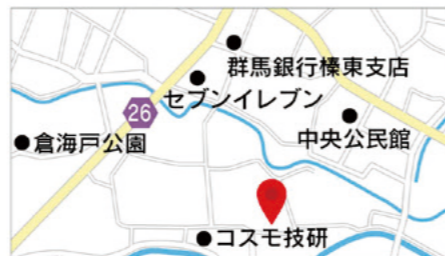 群馬銀行榛東支店
セブンイレブン
26
中央公民館
倉海戸公園
コスモ技研